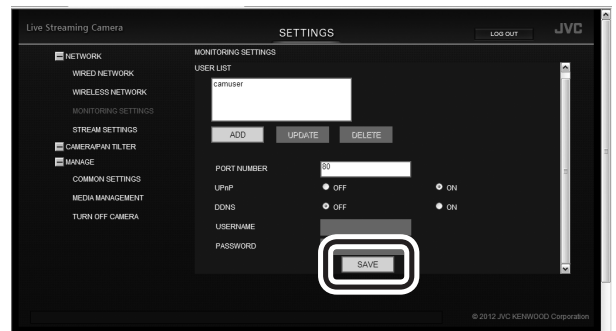 Live Streaming Camera
SETTINGS
LOG OUT
JVC
NETWORK
WIRED NETWORK
WIRELESS NETWORK
MONITORING SETTINGS
STREAM SETTINGS
CAMERA/PAN TILTER
MANAGE
COMMON SETTINGS
MEDIA MANAGEMENT
TURN OFF CAMERA
MONITORING SETTINGS
USER LIST
camuser
ADD UPDATE DELETE
PORT NUMBER 80
UPnP OFF ON
DDNS OFF ON
USERNAME
PASSWORD
SAVE
© 2012 JVC KENWOOD Corporation